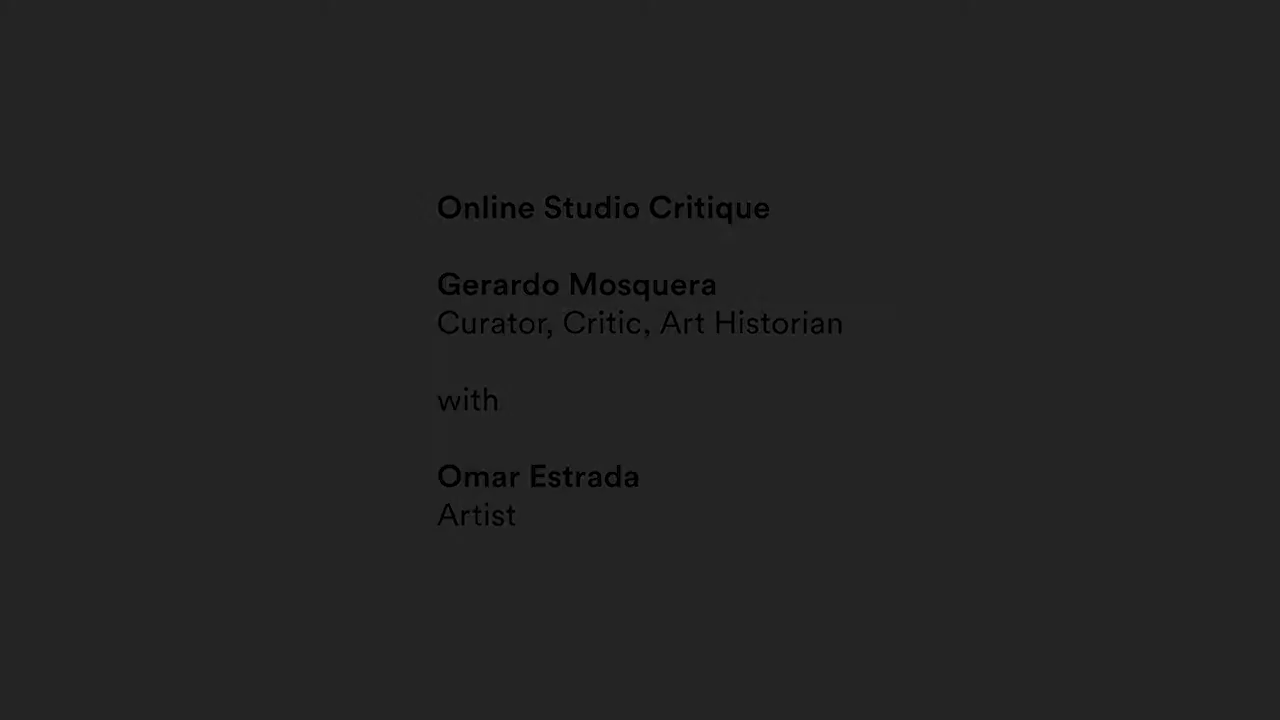 Online Studio Critique
Gerardo Mosquera
Curator, Critic, Art Historian
with
Omar Estrada
Artist